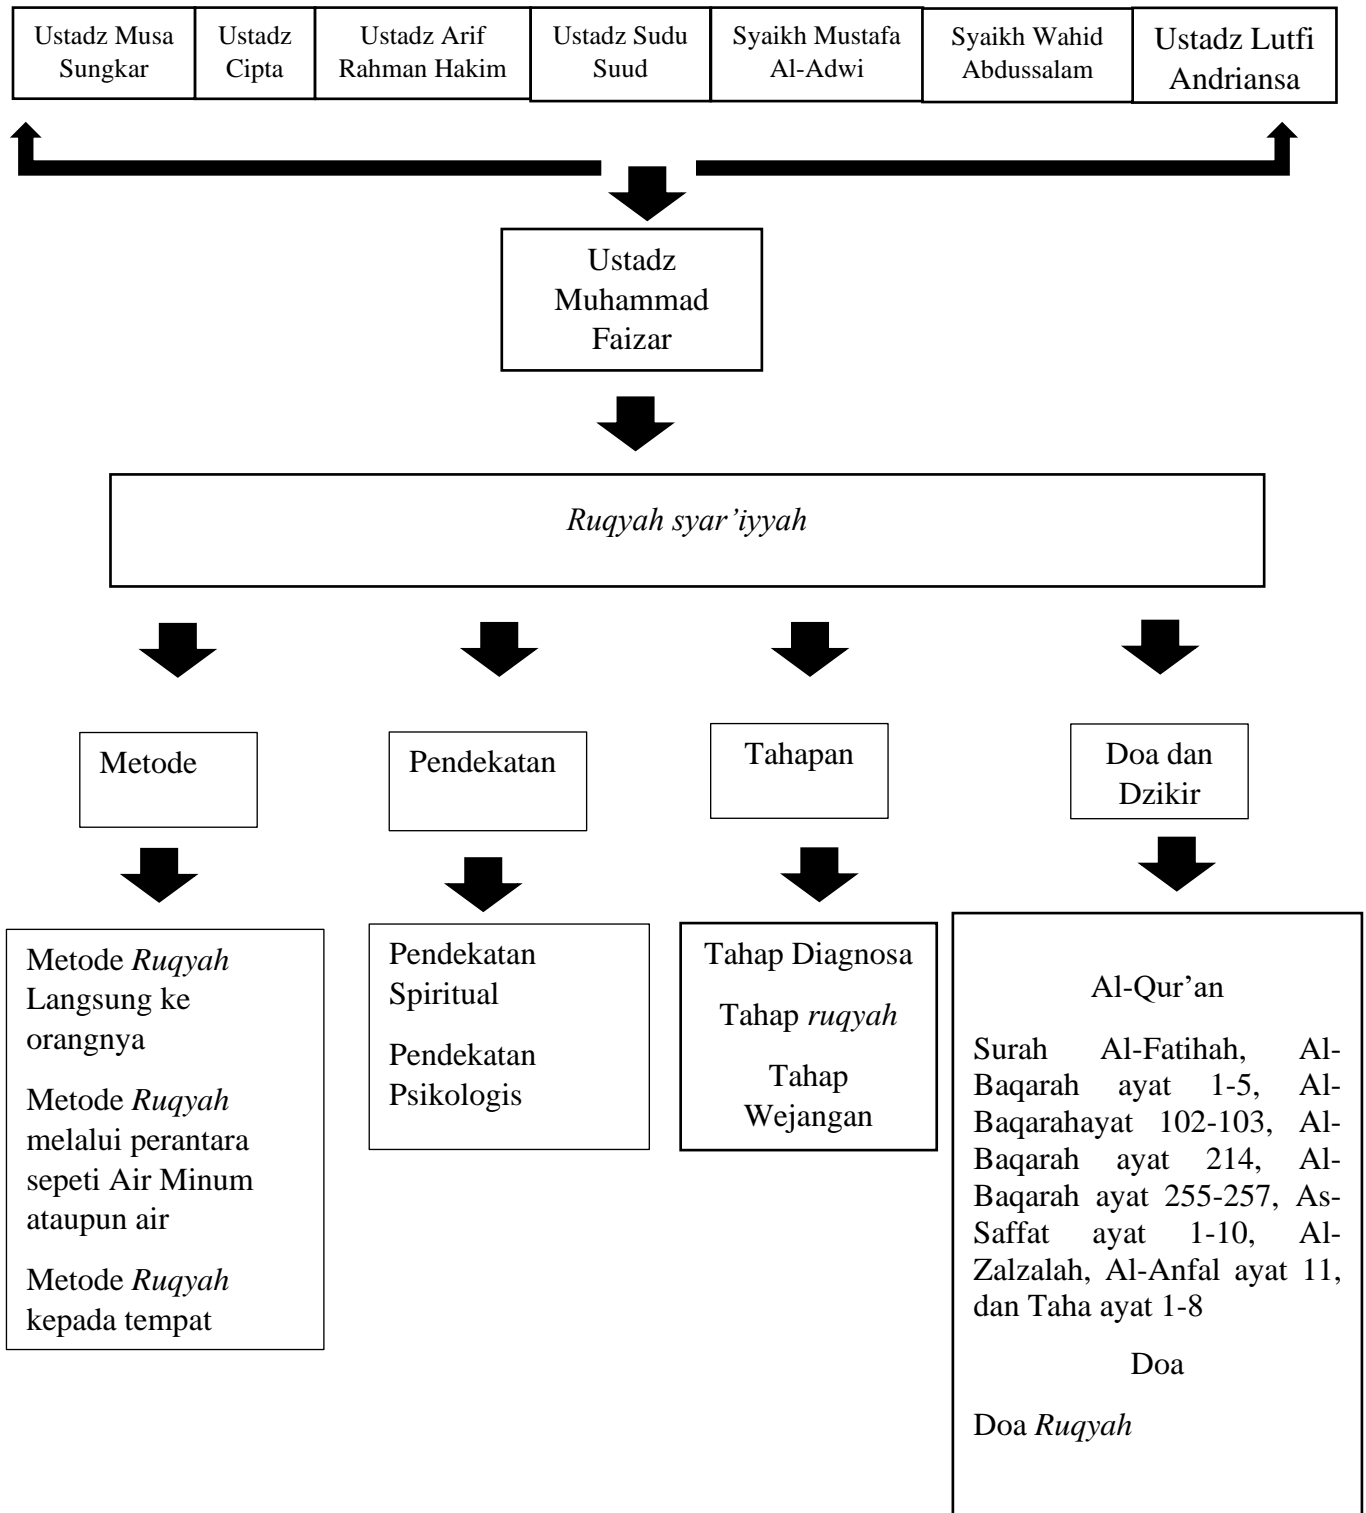 Ustadz Musa
Sungkar
Ustadz
Cipta
Ustadz Arif
Rahman Hakim
Ustadz Sudu
Suud
Syaikh Mustafa
Al-Adwi
Syaikh Wahid
Abdussalam
Ustadz Lutfi
Andriansa
Ustadz
Muhammad
Faizar
Ruqyah syar’iyyah
Metode
Pendekatan
Tahapan
Doa dan
Dzikir
Metode Ruqyah
Langsung ke
orangnya
Metode Ruqyah
melalui perantara
sepeti Air Minum
ataupun air
Metode Ruqyah
kepada tempat
Pendekatan
Spiritual
Pendekatan
Psikologis
Tahap Diagnosa
Tahap ruqyah
Tahap
Wejangan
Al-Qur’an
Surah Al-Fatihah, Al-
Baqarah ayat 1-5, Al-
Baqarahayat 102-103, Al-
Baqarah ayat 214, Al-
Baqarah ayat 255-257, As-
Saffat ayat 1-10, Al-
Zalzalah, Al-Anfal ayat 11,
dan Taha ayat 1-8
Doa
Doa Ruqyah